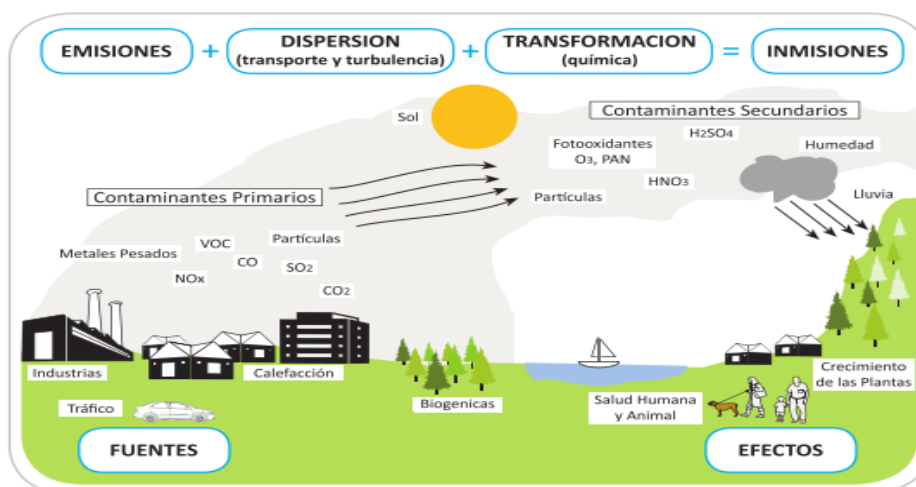 EMISIONES
+
DISPERSION
(transporte y turbulencia)
+
TRANSFORMACION
(química)
=
INMISIONES
Sol
Contaminantes Secundarios
H2SO4
Fotooxidantes
O3, PAN
Humedad
HNO3
Partículas
Lluvia
Contaminantes Primarios
Metales Pesados
VOC
Partículas
CO
SO2
NOx
CO2
Industrias
Calefacción
Tráfico
Biogenicas
Salud Humana
y Animal
Crecimiento
de las Plantas
FUENTES
EFECTOS